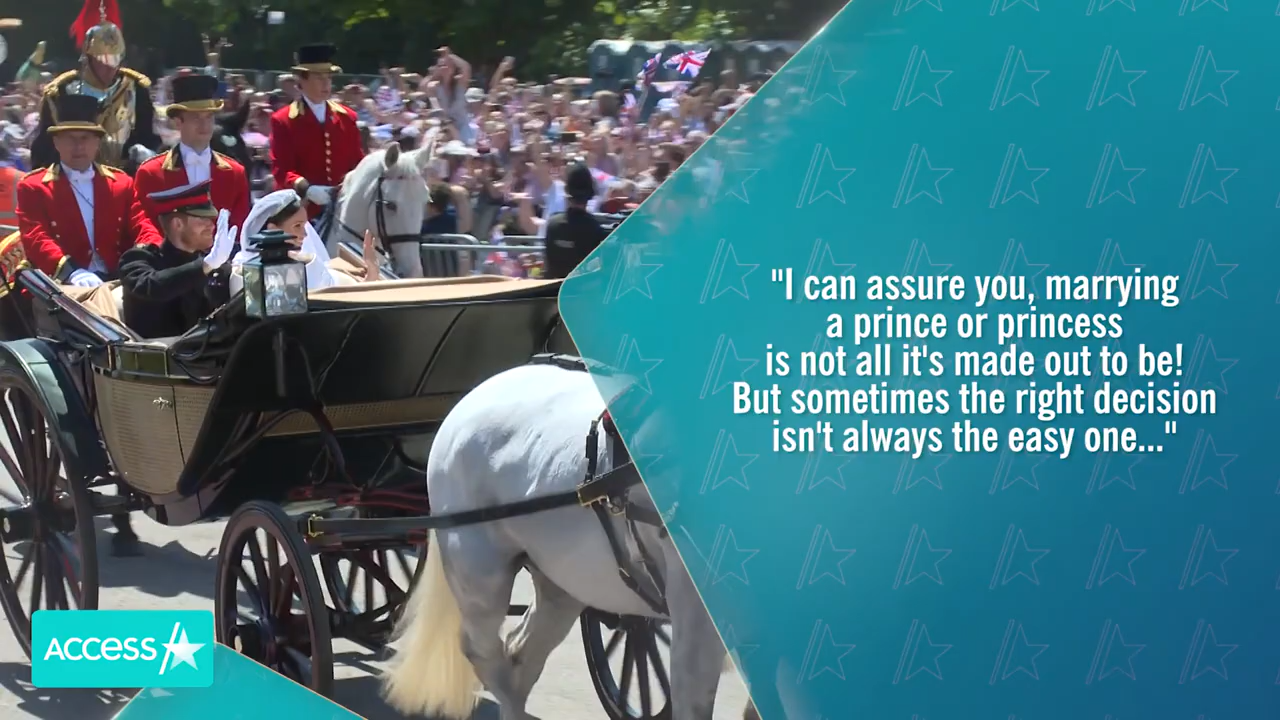 "I can assure you, marrying
a prince or princess
is not all it's made out to be!
But sometimes the right decision
isn't always the easy one..."
ACCESS